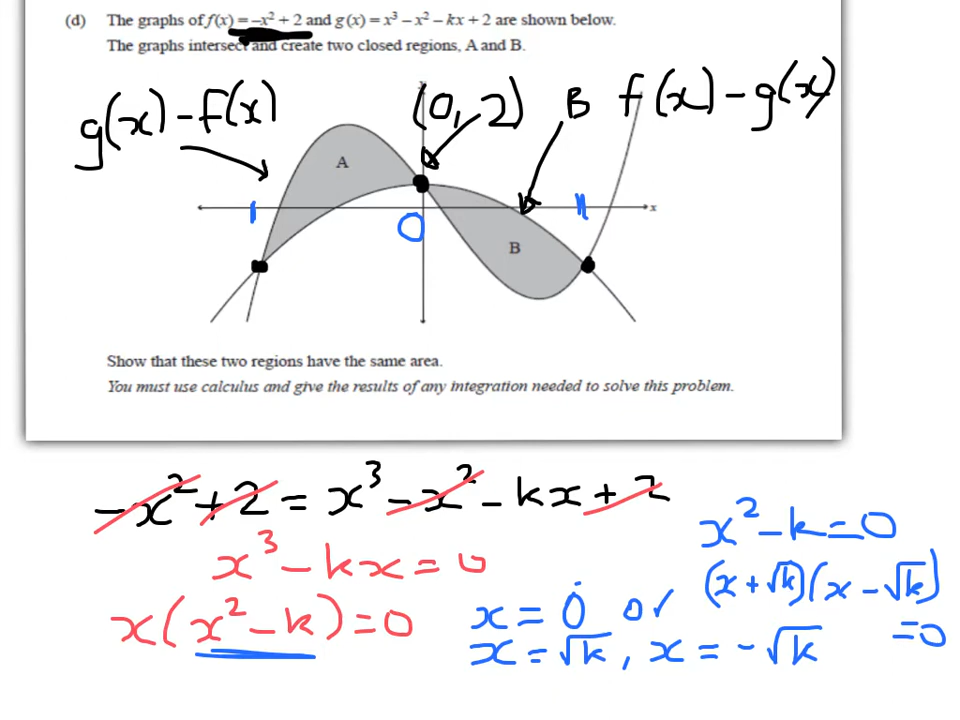 (d) The graphs of f(x) = −x² + 2 and g(x) = x³ − x² − kx + 2 are shown below.
The graphs intersect and create two closed regions, A and B.
g(x) - f(x)
(0, 2)
B
f(x) - g(x)
y
A
x
0
B
Show that these two regions have the same area.
You must use calculus and give the results of any integration needed to solve this problem.
-x² + 2 = x³ - x² - kx + 2
x³ - kx = 0
x(x² - k) = 0
x² - k = 0
(x + √k)(x - √k) = 0
x = 0 or
x = √k, x = -√k